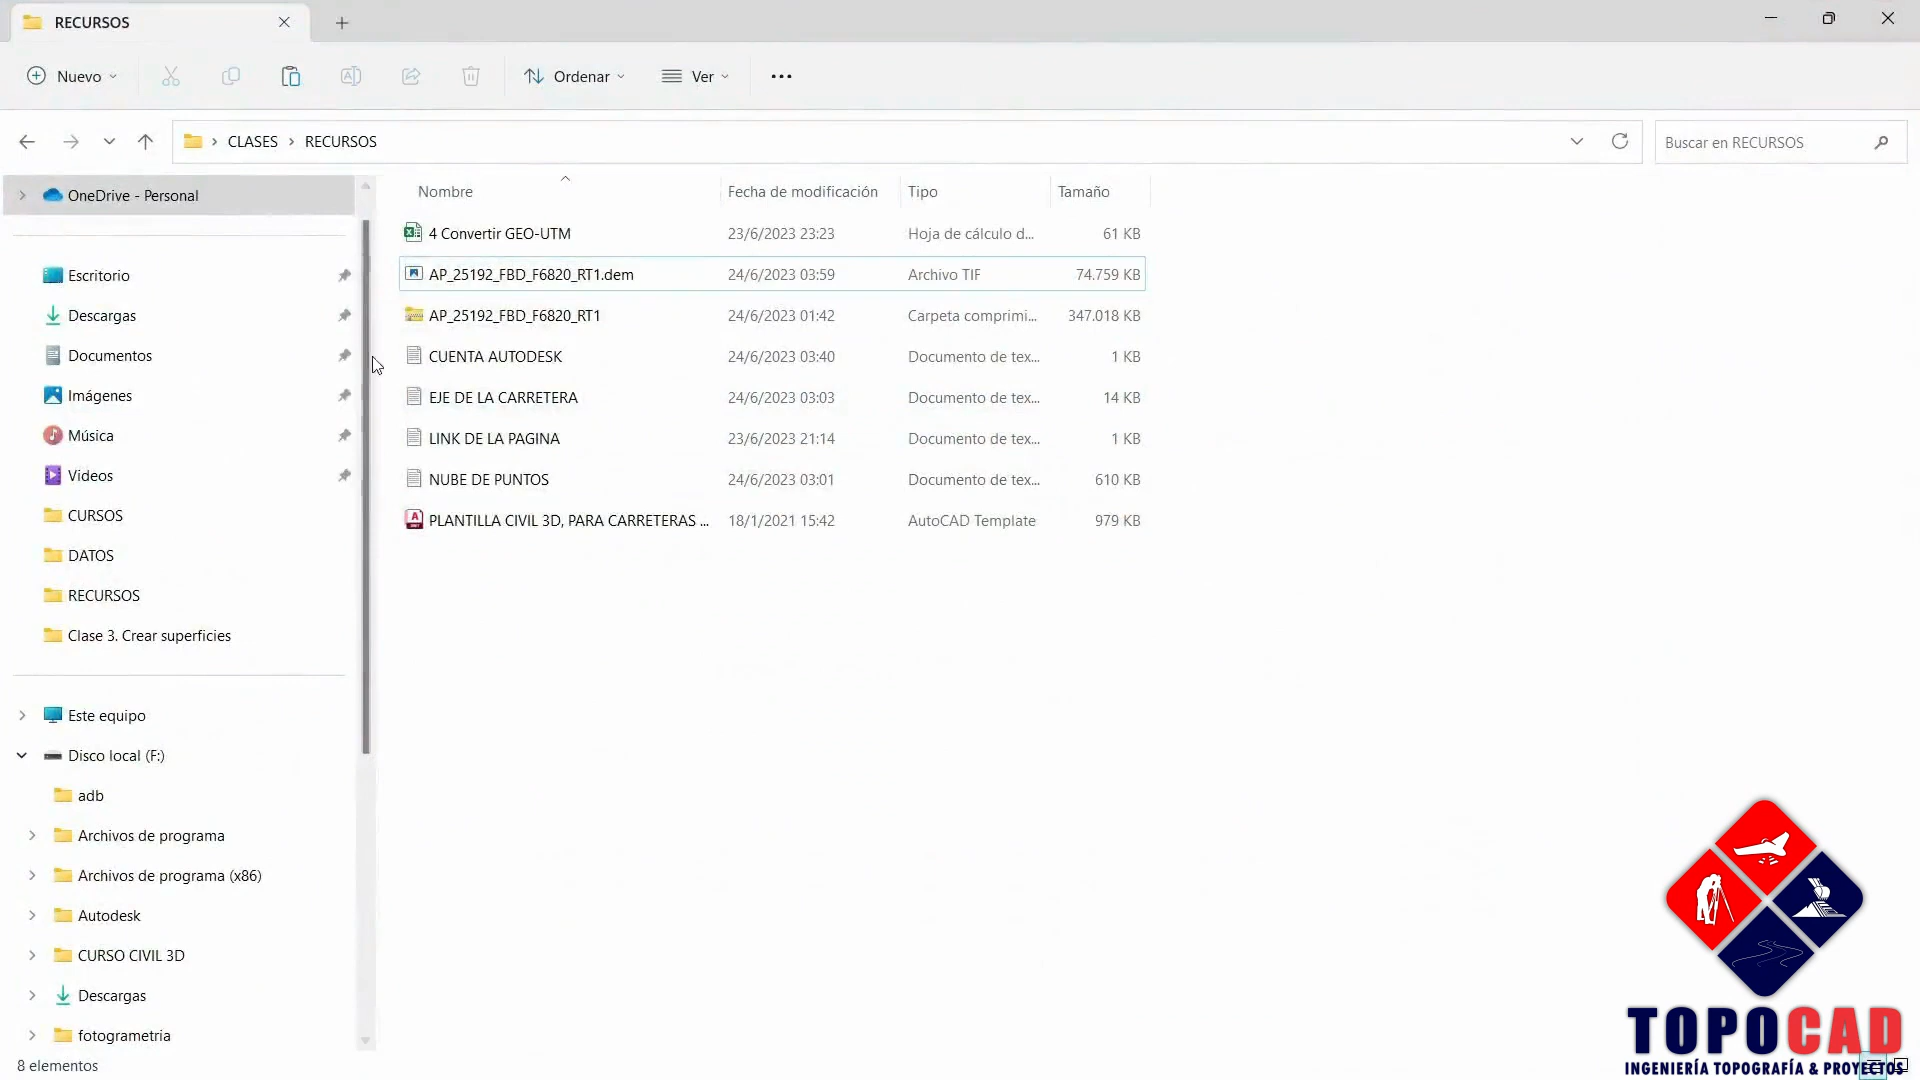 RECURSOS
Nuevo
Ordenar
Ver
CLASES
RECURSOS
Buscar en RECURSOS
OneDrive - Personal
Escritorio
Descargas
Documentos
Imágenes
Música
Videos
CURSOS
DATOS
RECURSOS
Clase 3. Crear superficies
Este equipo
Disco local (F:)
adb
Archivos de programa
Archivos de programa (x86)
Autodesk
CURSO CIVIL 3D
Descargas
fotogrametria
Nombre Fecha de modificación Tipo Tamaño
4 Convertir GEO-UTM 23/6/2023 23:23 Hoja de cálculo d... 61 KB
AP_25192_FBD_F6820_RT1.dem 24/6/2023 03:59 Archivo TIF 74.759 KB
AP_25192_FBD_F6820_RT1 24/6/2023 01:42 Carpeta comprimi... 347.018 KB
CUENTA AUTODESK 24/6/2023 03:40 Documento de tex... 1 KB
EJE DE LA CARRETERA 24/6/2023 03:03 Documento de tex... 14 KB
LINK DE LA PAGINA 23/6/2023 21:14 Documento de tex... 1 KB
NUBE DE PUNTOS 24/6/2023 03:01 Documento de tex... 610 KB
PLANTILLA CIVIL 3D, PARA CARRETERAS ... 18/1/2021 15:42 AutoCAD Template 979 KB
8 elementos
TOPOCAD
INGENIERÍA TOPOGRAFÍA & PROYECTOS